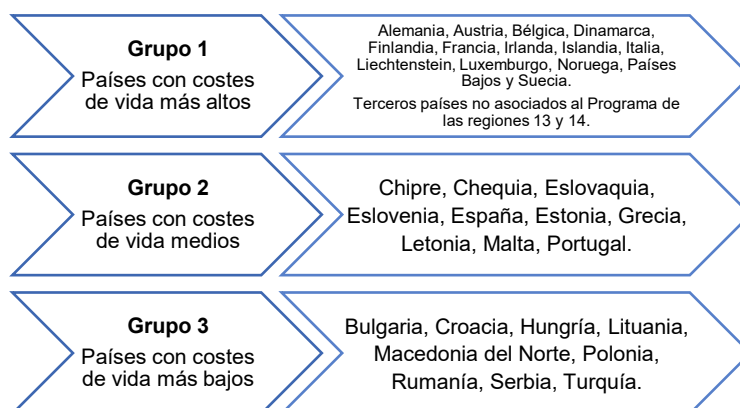 Grupo 1
Países con costes
de vida más altos
Alemania, Austria, Bélgica, Dinamarca,
Finlandia, Francia, Irlanda, Islandia, Italia,
Liechtenstein, Luxemburgo, Noruega, Países
Bajos y Suecia.
Terceros países no asociados al Programa de
las regiones 13 y 14.
Grupo 2
Países con costes
de vida medios
Chipre, Chequia, Eslovaquia,
Eslovenia, España, Estonia, Grecia,
Letonia, Malta, Portugal.
Grupo 3
Países con costes
de vida más bajos
Bulgaria, Croacia, Hungría, Lituania,
Macedonia del Norte, Polonia,
Rumanía, Serbia, Turquía.